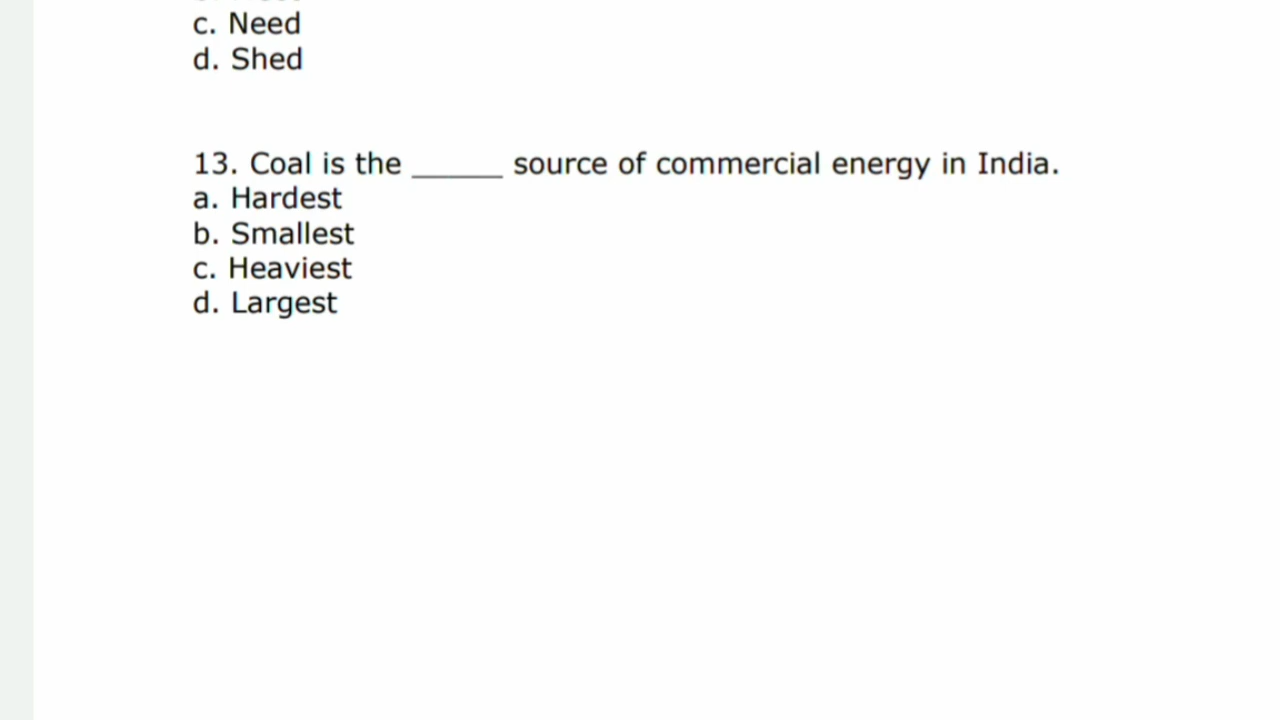 c. Need
d. Shed
13. Coal is the ______ source of commercial energy in India.
a. Hardest
b. Smallest
c. Heaviest
d. Largest